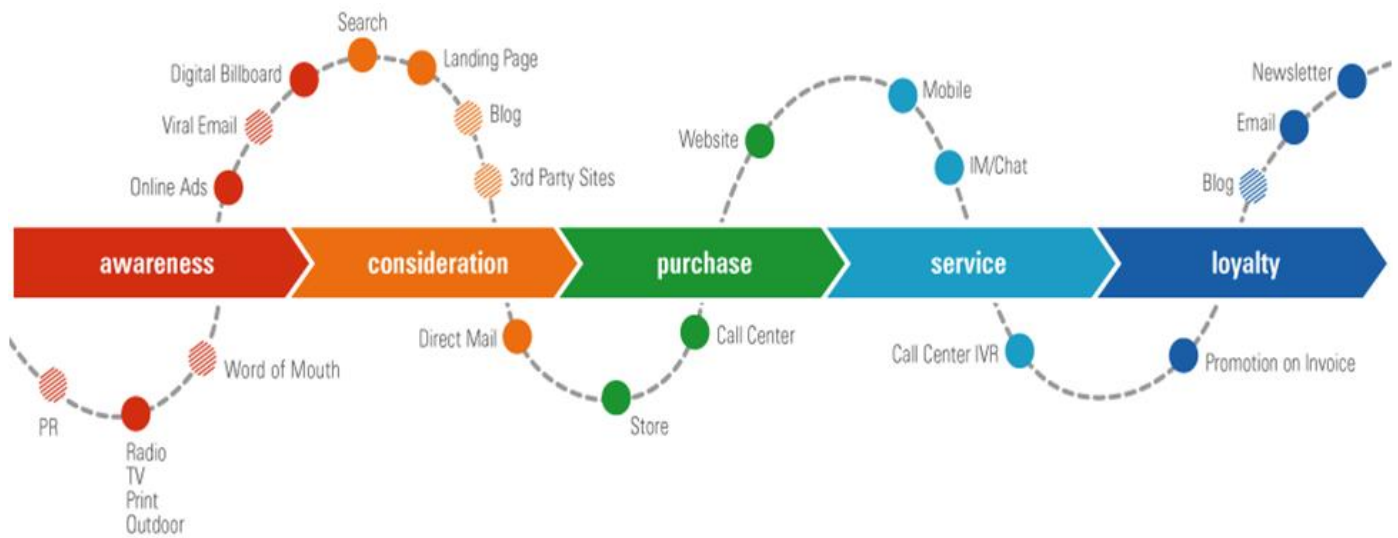 Search
Landing Page
Digital Billboard
Newsletter
Mobile
Blog
Viral Email
Email
Website
IM/Chat
3rd Party Sites
Online Ads
Blog
awareness
consideration
purchase
service
loyalty
Direct Mail
Call Center
Call Center IVR
Promotion on Invoice
Word of Mouth
PR
Store
Radio
TV
Print
Outdoor